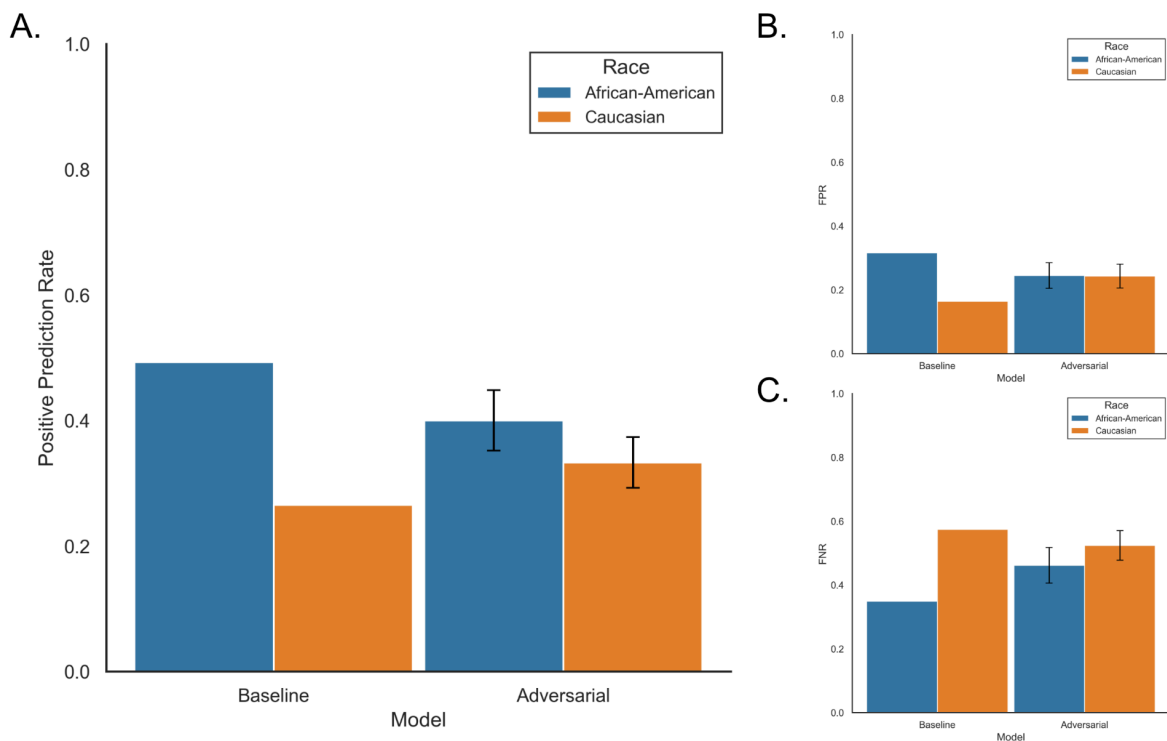 A.
1.0
0.8
0.6
0.4
0.2
0.0
Positive Prediction Rate
Race
African-American
Caucasian
Baseline
Adversarial
Model
B.
1.0
0.8
0.6
0.4
0.2
0.0
FPR
Race
African-American
Caucasian
Baseline
Adversarial
Model
C.
1.0
0.8
0.6
0.4
0.2
0.0
FNR
Race
African-American
Caucasian
Baseline
Adversarial
Model